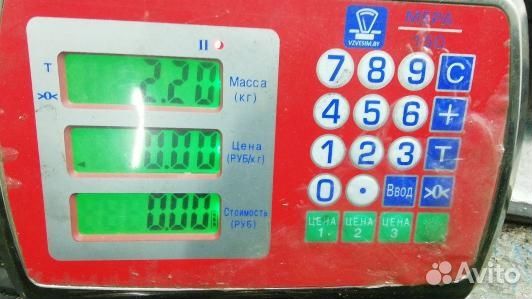 II
МЕРА
VZVESIM.BY
Т
2.20
Масса
(кг)
7 8 9 C
>0<
4 5 6 +
0.00
Цена
(РУБ/кг)
1 2 3 Т
0.00
Стоимость
(РУБ)
0 • Ввод >0<
ЦЕНА 1
ЦЕНА 2
ЦЕНА 3
Avito